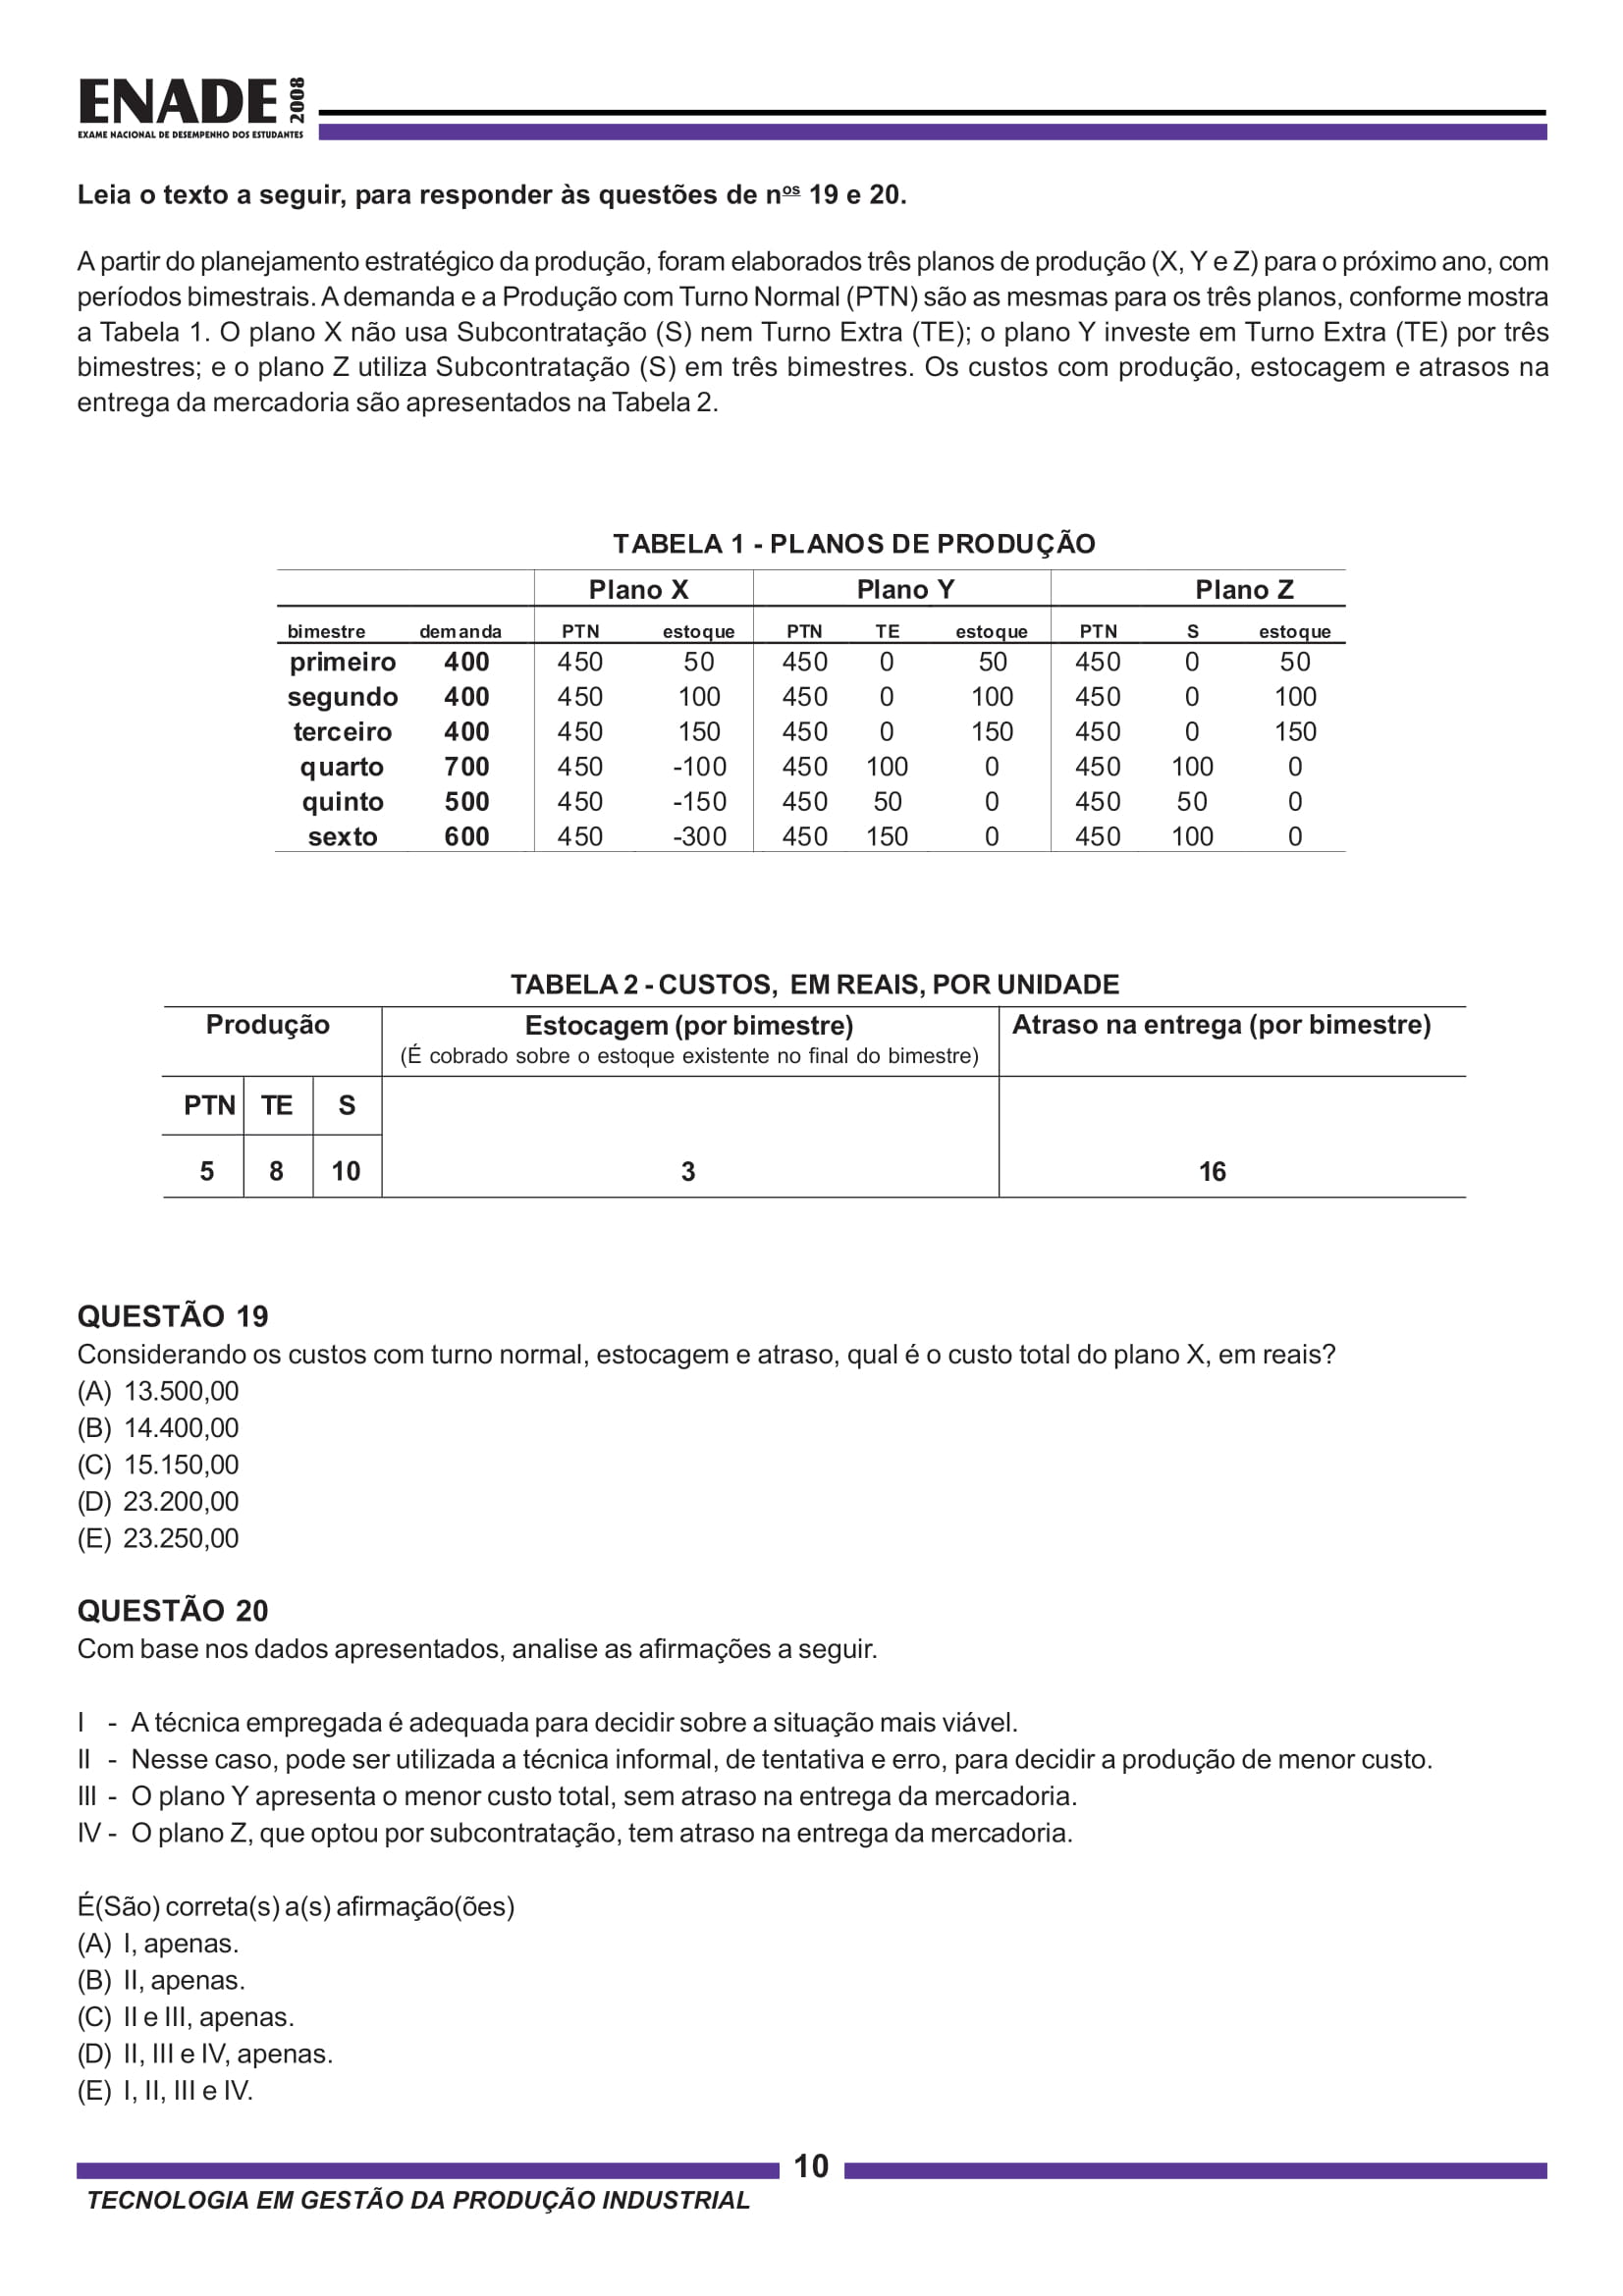 ENADE 2008
EXAME NACIONAL DE DESEMPENHO DOS ESTUDANTES
Leia o texto a seguir, para responder às questões de nos 19 e 20.
A partir do planejamento estratégico da produção, foram elaborados três planos de produção (X, Y e Z) para o próximo ano, com
períodos bimestrais. A demanda e a Produção com Turno Normal (PTN) são as mesmas para os três planos, conforme mostra
a Tabela 1. O plano X não usa Subcontratação (S) nem Turno Extra (TE); o plano Y investe em Turno Extra (TE) por três
bimestres; e o plano Z utiliza Subcontratação (S) em três bimestres. Os custos com produção, estocagem e atrasos na
entrega da mercadoria são apresentados na Tabela 2.
TABELA 1 - PLANOS DE PRODUÇÃO
Plano X Plano Y Plano Z
bimestre demanda PTN estoque PTN TE estoque PTN S estoque
primeiro 400 450 50 450 0 50 450 0 50
segundo 400 450 100 450 0 100 450 0 100
terceiro 400 450 150 450 0 150 450 0 150
quarto 700 450 -100 450 100 0 450 100 0
quinto 500 450 -150 450 50 0 450 50 0
sexto 600 450 -300 450 150 0 450 100 0
TABELA 2 - CUSTOS, EM REAIS, POR UNIDADE
Produção Estocagem (por bimestre) Atraso na entrega (por bimestre)
(É cobrado sobre o estoque existente no final do bimestre)
PTN TE S
5 8 10 3 16
QUESTÃO 19
Considerando os custos com turno normal, estocagem e atraso, qual é o custo total do plano X, em reais?
(A) 13.500,00
(B) 14.400,00
(C) 15.150,00
(D) 23.200,00
(E) 23.250,00
QUESTÃO 20
Com base nos dados apresentados, analise as afirmações a seguir.
I - A técnica empregada é adequada para decidir sobre a situação mais viável.
II - Nesse caso, pode ser utilizada a técnica informal, de tentativa e erro, para decidir a produção de menor custo.
III - O plano Y apresenta o menor custo total, sem atraso na entrega da mercadoria.
IV - O plano Z, que optou por subcontratação, tem atraso na entrega da mercadoria.
É(São) correta(s) a(s) afirmação(ões)
(A) I, apenas.
(B) II, apenas.
(C) II e III, apenas.
(D) II, III e IV, apenas.
(E) I, II, III e IV.
10
TECNOLOGIA EM GESTÃO DA PRODUÇÃO INDUSTRIAL